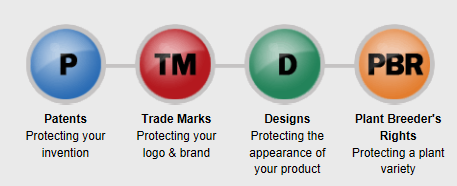 P
TM
D
PBR
Patents
Protecting your
invention
Trade Marks
Protecting your
logo & brand
Designs
Protecting the
appearance of
your product
Plant Breeder's
Rights
Protecting a plant
variety